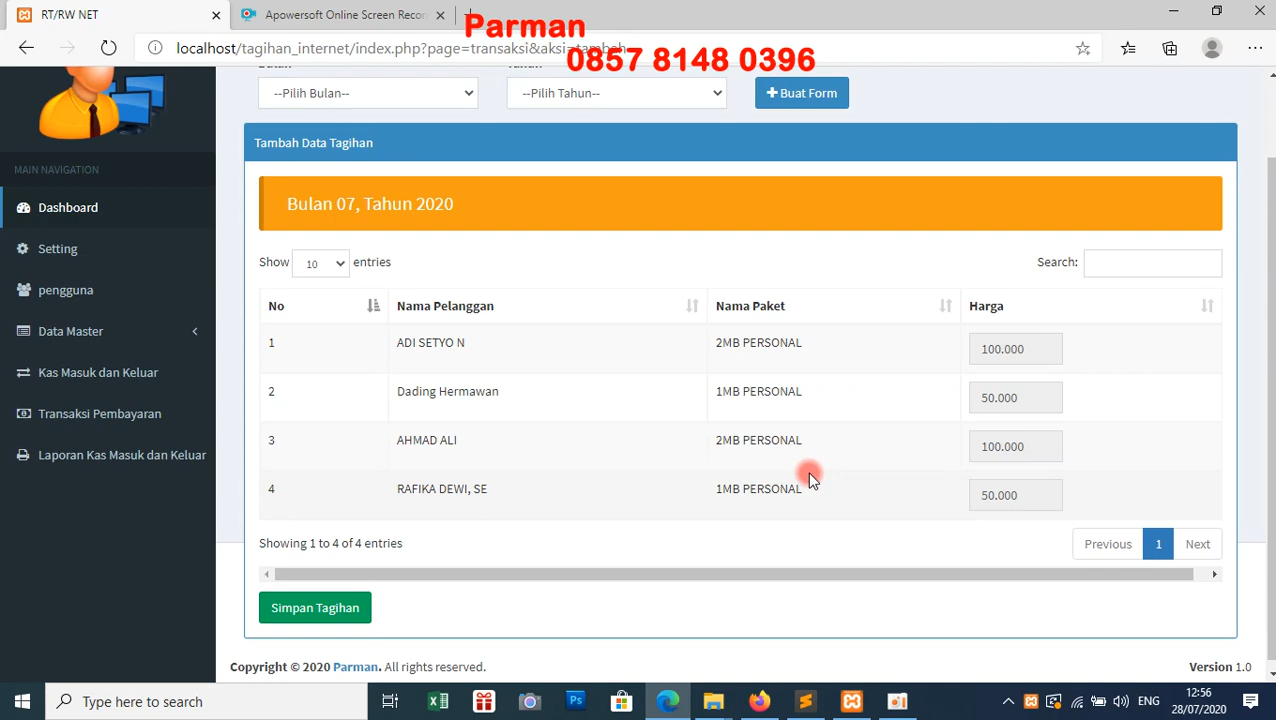 RT/RW NET
Apowersoft Online Screen Recor
Parman
0857 8148 0396
localhost/tagihan_internet/index.php?page=transaksi&aksi=tambah
--Pilih Bulan--
--Pilih Tahun--
Buat Form
MAIN NAVIGATION
Dashboard
Setting
pengguna
Data Master
Kas Masuk dan Keluar
Transaksi Pembayaran
Laporan Kas Masuk dan Keluar
Tambah Data Tagihan
Bulan 07, Tahun 2020
Show 10 entries
Search:
No Nama Pelanggan Nama Paket Harga
1 ADI SETYO N 2MB PERSONAL 100.000
2 Dading Hermawan 1MB PERSONAL 50.000
3 AHMAD ALI 2MB PERSONAL 100.000
4 RAFIKA DEWI, SE 1MB PERSONAL 50.000
Showing 1 to 4 of 4 entries
Previous 1 Next
Simpan Tagihan
Copyright © 2020 Parman. All rights reserved.
Version 1.0
Type here to search
ENG
12:56
28/07/2020